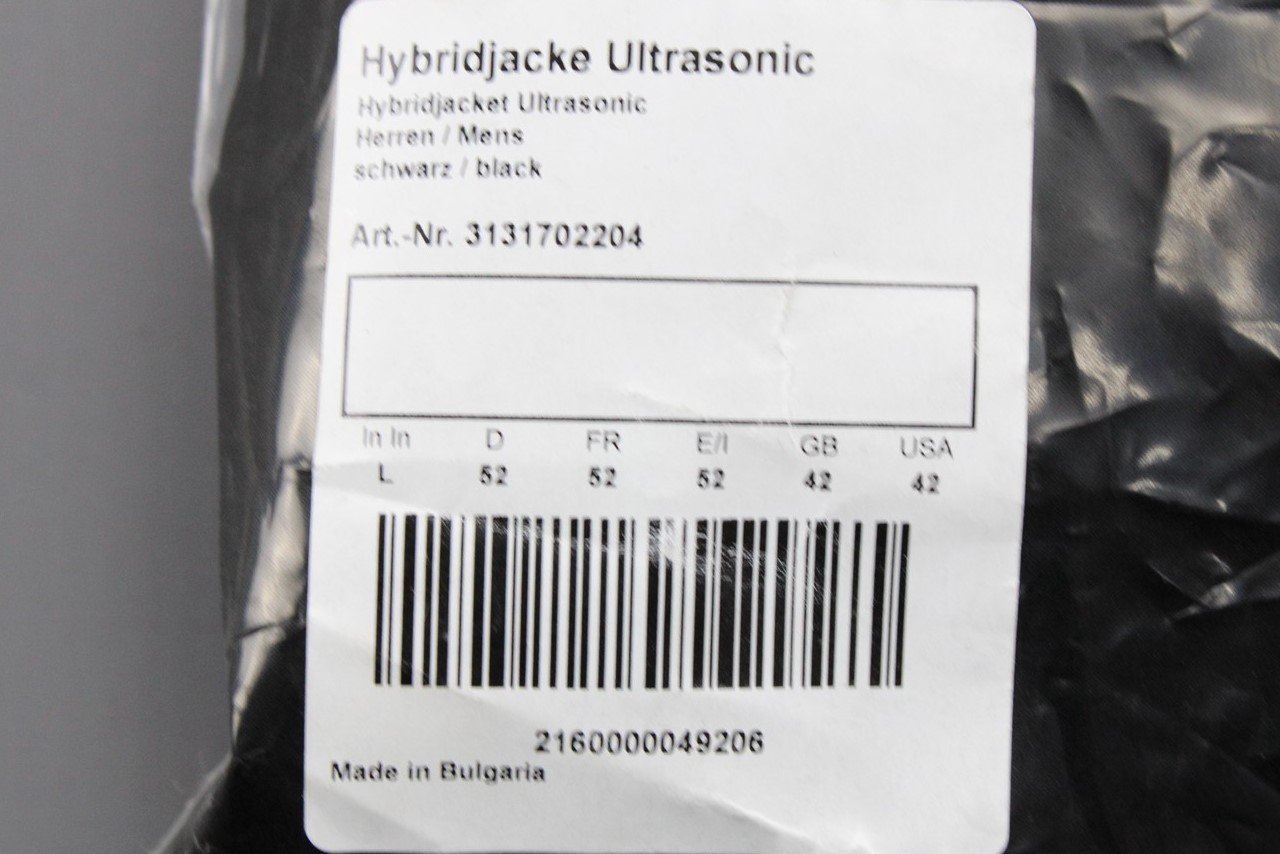 Hybridjacke Ultrasonic
Hybridjacket Ultrasonic
Herren / Mens
schwarz / black
Art.-Nr. 3131702204
In In D FR E/I GB USA
L 52 52 52 42 42
2160000049206
Made in Bulgaria